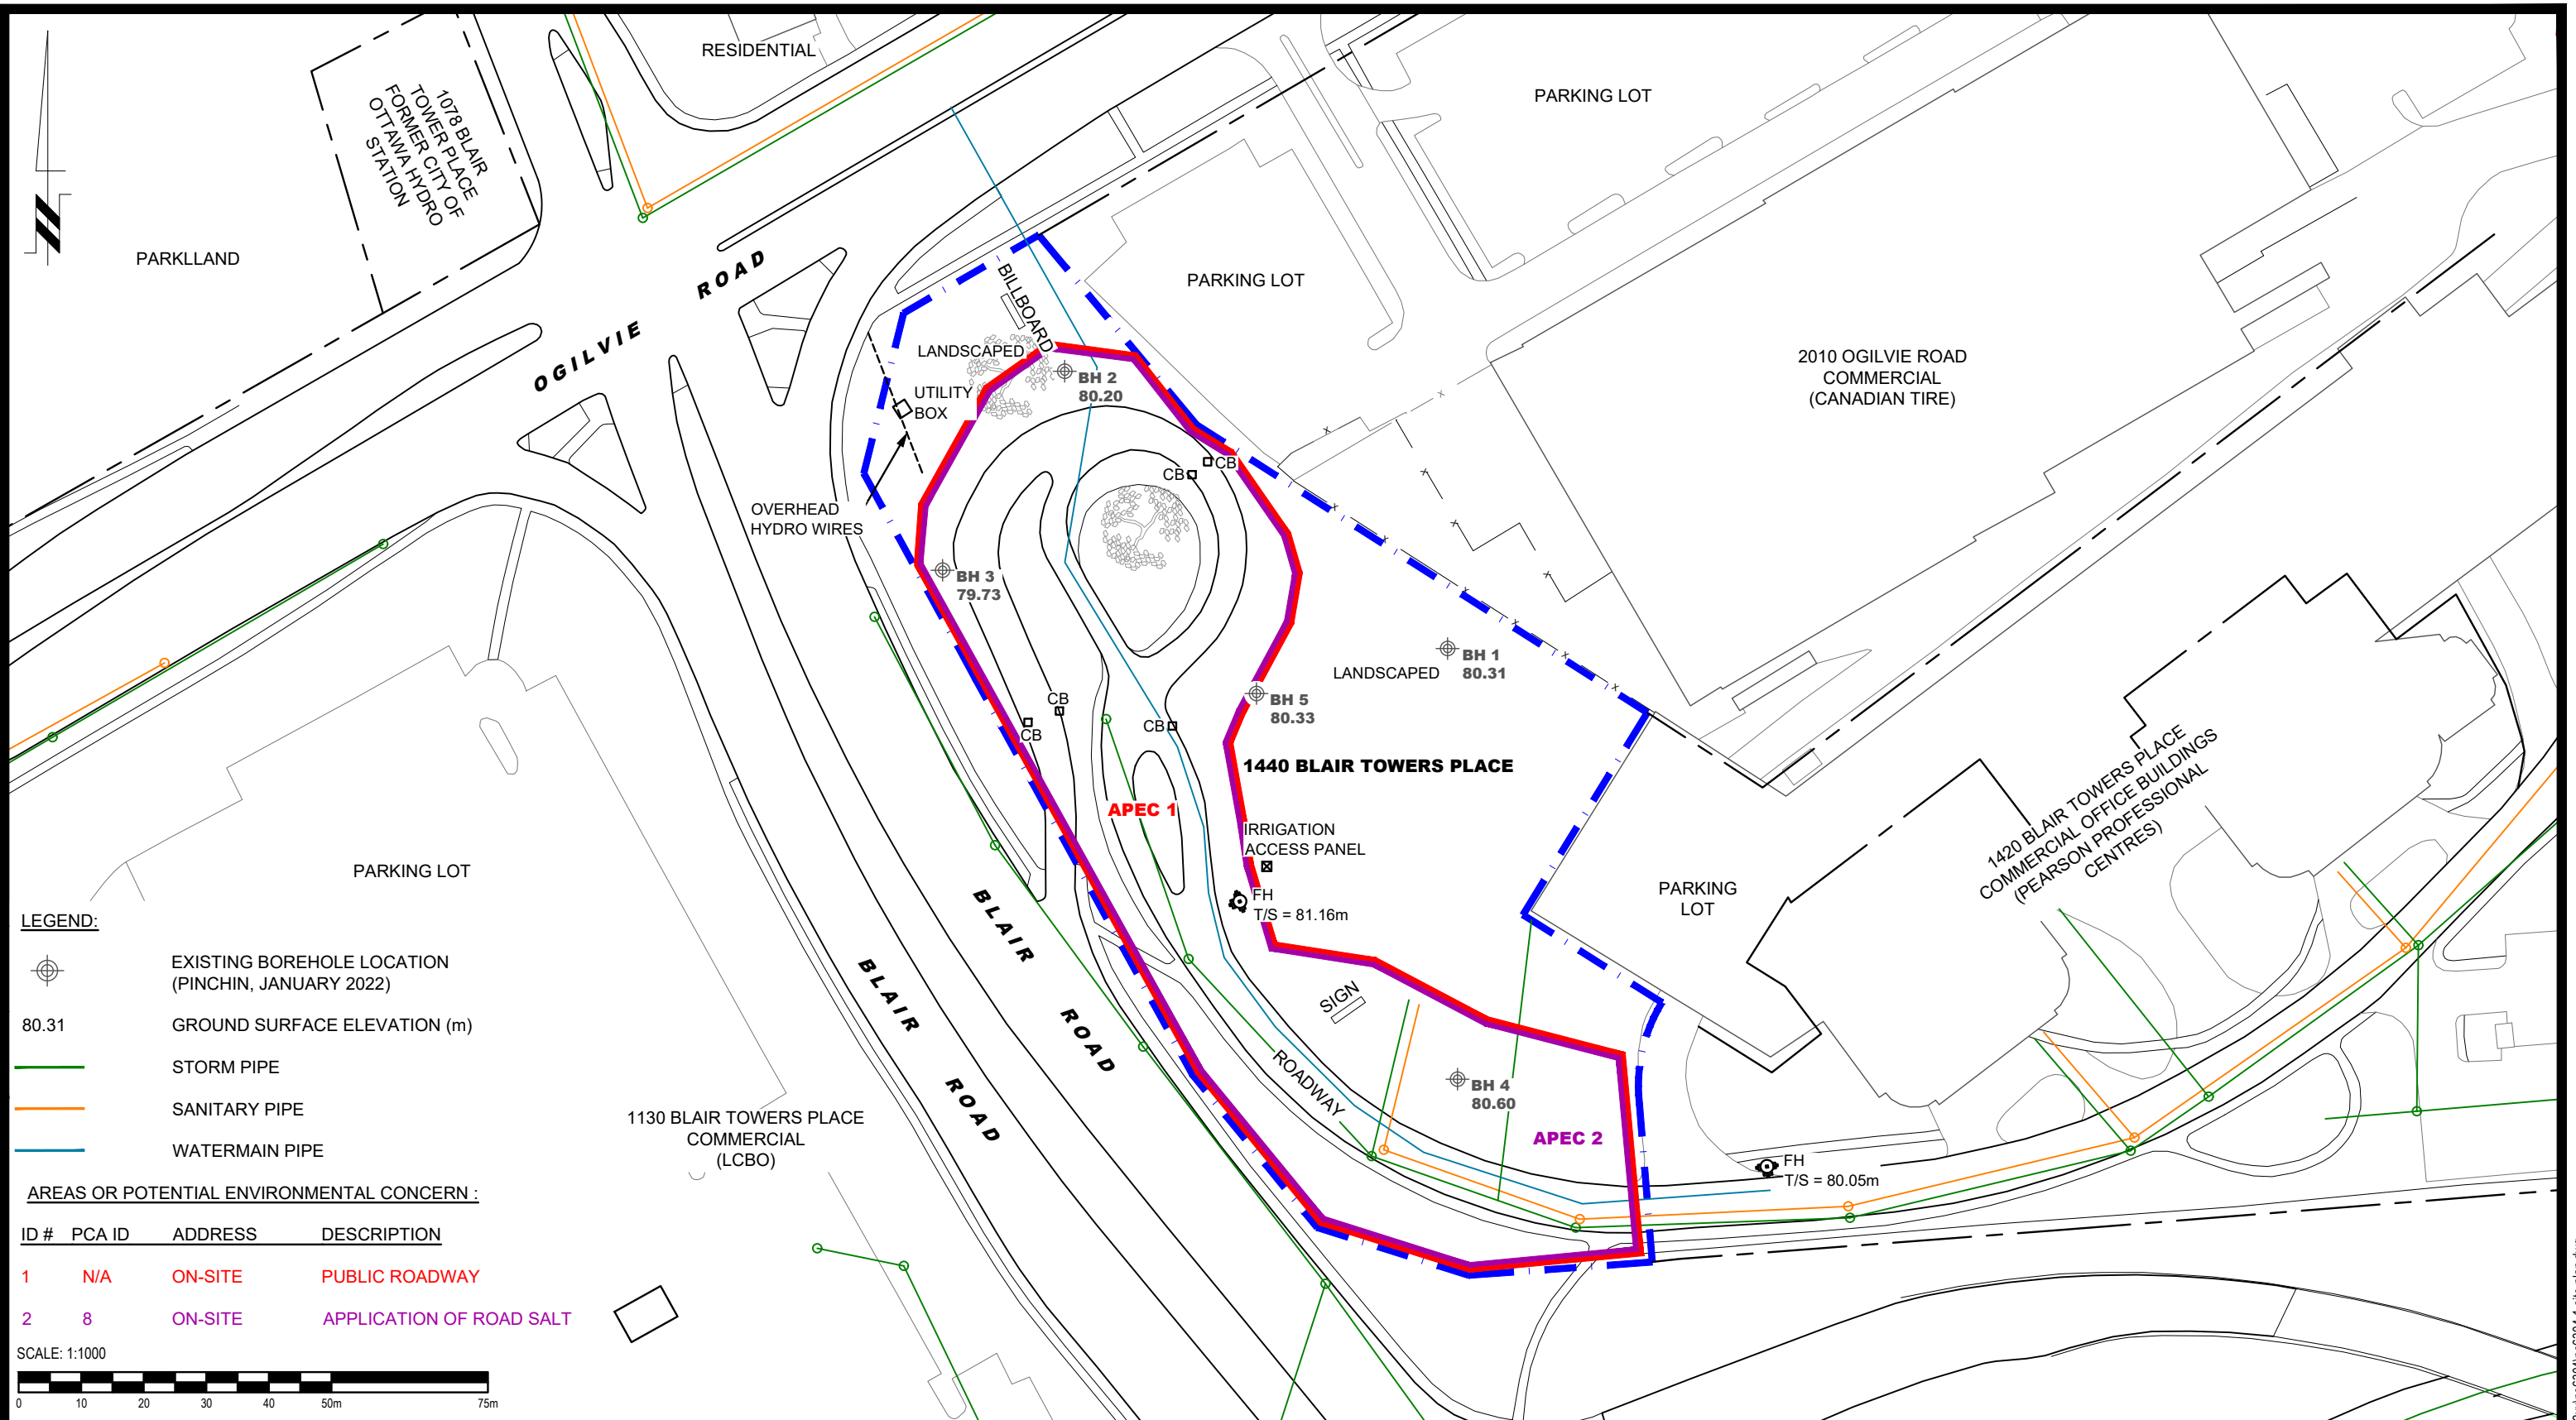 RESIDENTIAL
PARKING LOT
1078 BLAIR
TOWER PLACE
FORMER CITY OF
OTTAWA HYDRO
STATION
PARKLLAND
OGILVIE ROAD
PARKING LOT
BILLBOARD
LANDSCAPED
UTILITY
BOX
BH 2
80.20
2010 OGILVIE ROAD
COMMERCIAL
(CANADIAN TIRE)
CB
CB
OVERHEAD
HYDRO WIRES
BH 3
79.73
LANDSCAPED
BH 1
80.31
BH 5
80.33
CB
CB
CB
1440 BLAIR TOWERS PLACE
APEC 1
IRRIGATION
ACCESS PANEL
FH
T/S = 81.16m
PARKING
LOT
1420 BLAIR TOWERS PLACE
COMMERCIAL OFFICE BUILDINGS
(PEARSON PROFESSIONAL
CENTRES)
PARKING LOT
BLAIR ROAD
BLAIR ROAD
SIGN
ROADWAY
BH 4
80.60
APEC 2
FH
T/S = 80.05m
1130 BLAIR TOWERS PLACE
COMMERCIAL
(LCBO)
LEGEND:
EXISTING BOREHOLE LOCATION
(PINCHIN, JANUARY 2022)
80.31 GROUND SURFACE ELEVATION (m)
STORM PIPE
SANITARY PIPE
WATERMAIN PIPE
AREAS OR POTENTIAL ENVIRONMENTAL CONCERN :
ID # PCA ID ADDRESS DESCRIPTION
1 N/A ON-SITE PUBLIC ROADWAY
2 8 ON-SITE APPLICATION OF ROAD SALT
SCALE: 1:1000
0 10 20 30 40 50m 75m